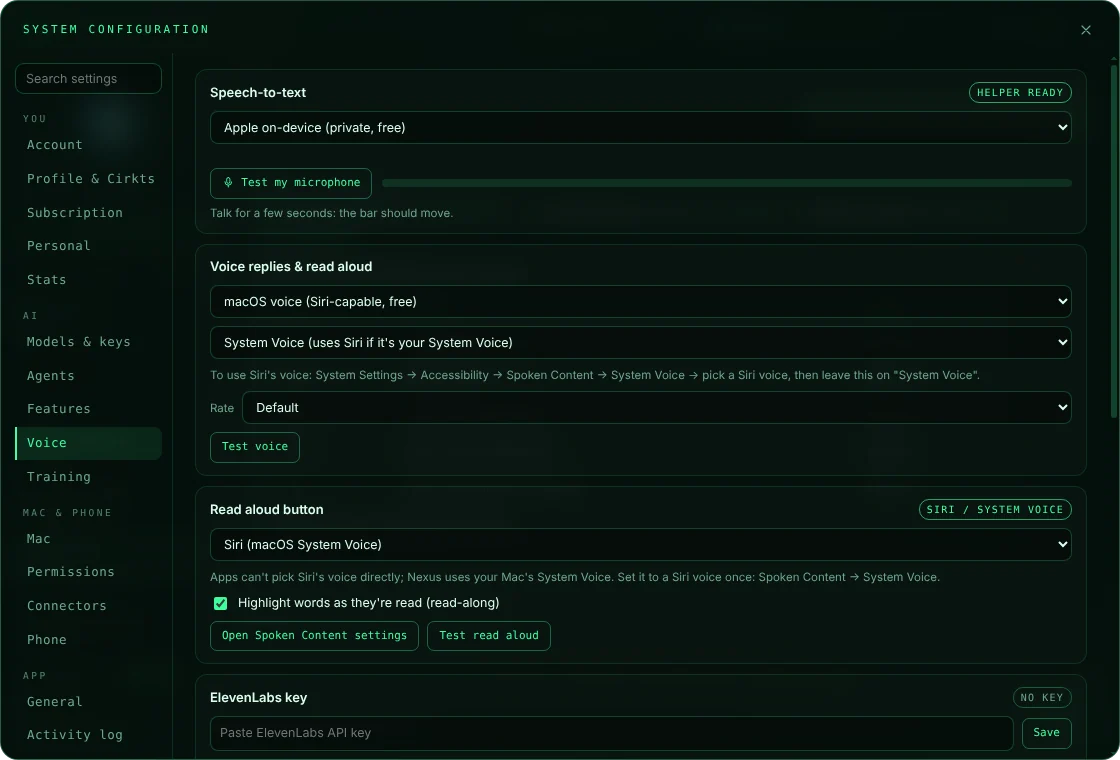 SYSTEM CONFIGURATION
Search settings
YOU
Account
Profile & Cirkts
Subscription
Personal
Stats
AI
Models & keys
Agents
Features
Voice
Training
MAC & PHONE
Mac
Permissions
Connectors
Phone
APP
General
Activity log
Speech-to-text
HELPER READY
Apple on-device (private, free)
Test my microphone
Talk for a few seconds: the bar should move.
Voice replies & read aloud
macOS voice (Siri-capable, free)
System Voice (uses Siri if it's your System Voice)
To use Siri's voice: System Settings → Accessibility → Spoken Content → System Voice → pick a Siri voice, then leave this on "System Voice".
Rate Default
Test voice
Read aloud button
SIRI / SYSTEM VOICE
Siri (macOS System Voice)
Apps can't pick Siri's voice directly; Nexus uses your Mac's System Voice. Set it to a Siri voice once: Spoken Content → System Voice.
Highlight words as they're read (read-along)
Open Spoken Content settings
Test read aloud
ElevenLabs key
NO KEY
Paste ElevenLabs API key
Save